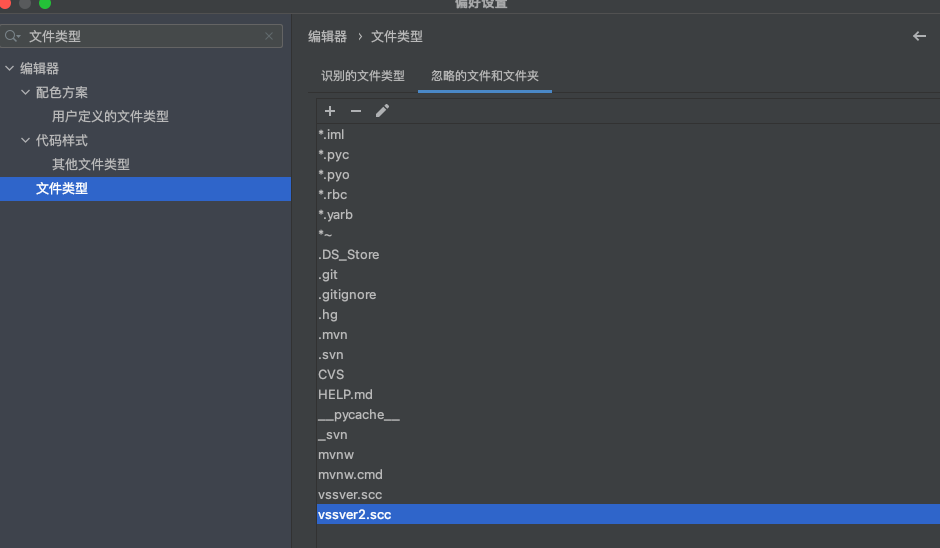 偏好设置
文件类型
编辑器
配色方案
用户定义的文件类型
代码样式
其他文件类型
文件类型
编辑器 › 文件类型
识别的文件类型 忽略的文件和文件夹
*.iml
*.pyc
*.pyo
*.rbc
*.yarb
*~
.DS_Store
.git
.gitignore
.hg
.mvn
.svn
CVS
HELP.md
__pycache__
_svn
mvnw
mvnw.cmd
vssver.scc
vssver2.scc